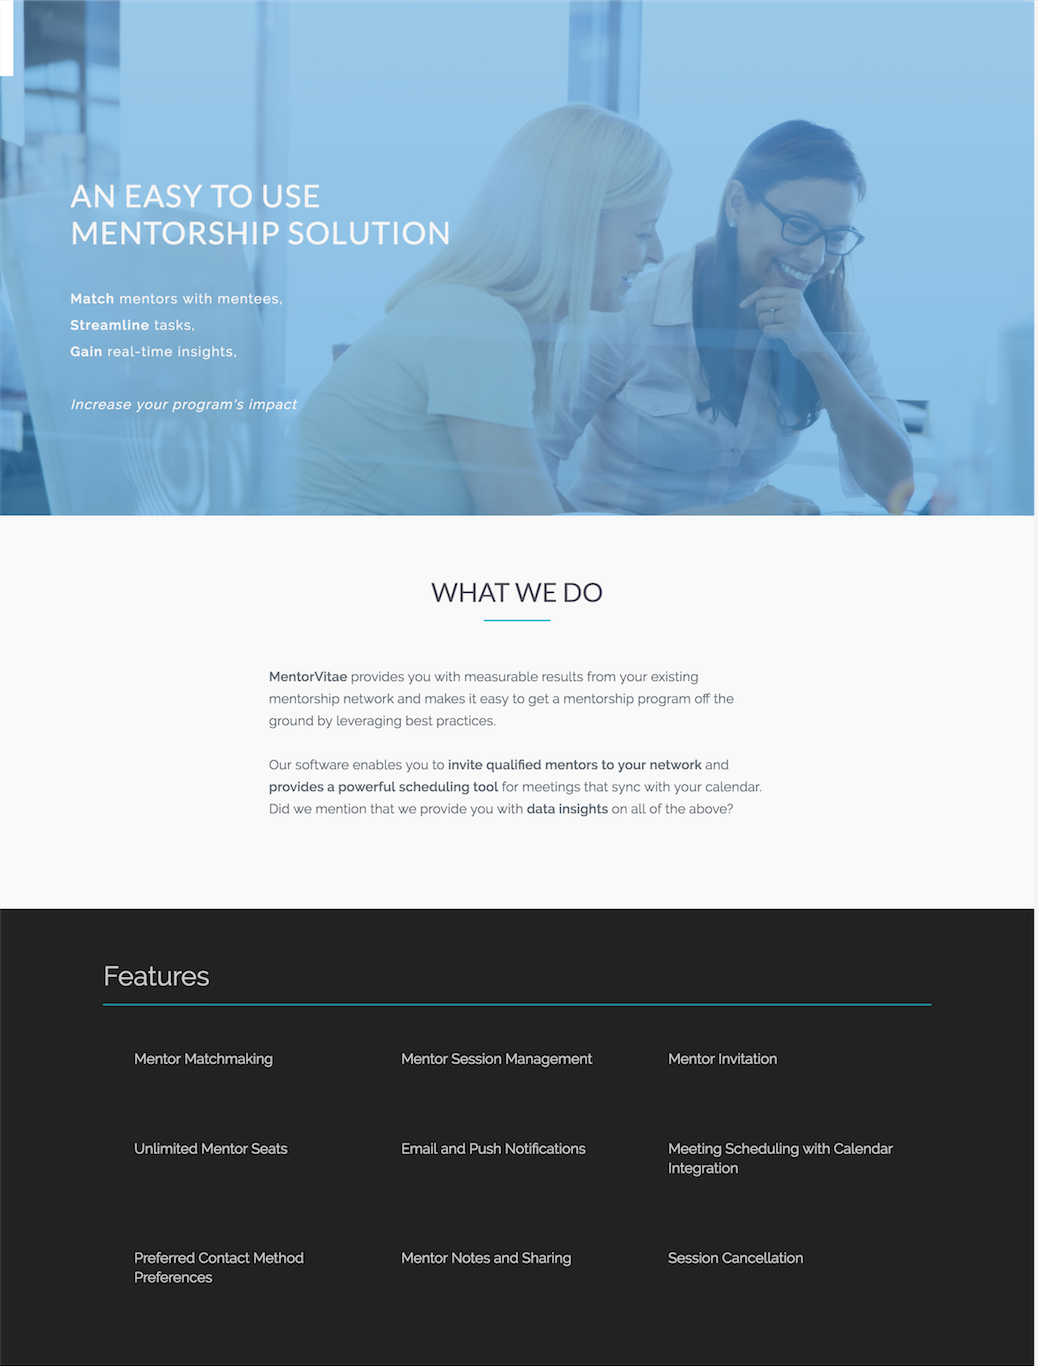 AN EASY TO USE
MENTORSHIP SOLUTION
Match mentors with mentees,
Streamline tasks,
Gain real-time insights,
Increase your program's impact
WHAT WE DO
MentorVitae provides you with measurable results from your existing
mentorship network and makes it easy to get a mentorship program off the
ground by leveraging best practices.
Our software enables you to invite qualified mentors to your network and
provides a powerful scheduling tool for meetings that sync with your calendar.
Did we mention that we provide you with data insights on all of the above?
Features
Mentor Matchmaking
Mentor Session Management
Mentor Invitation
Unlimited Mentor Seats
Email and Push Notifications
Meeting Scheduling with Calendar
Integration
Preferred Contact Method
Preferences
Mentor Notes and Sharing
Session Cancellation